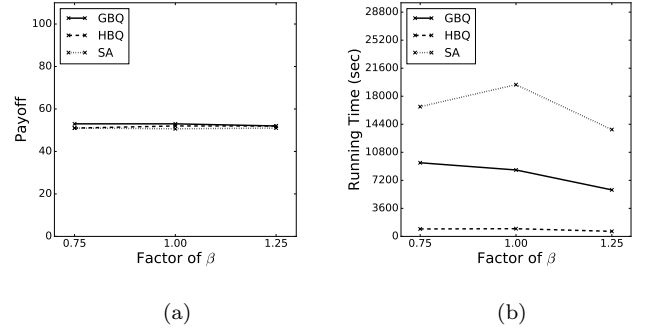 GBQ
HBQ
SA
Payoff
100
80
60
40
20
0
0.75 1.00 1.25
Factor of β
(a)
GBQ
HBQ
SA
Running Time (sec)
28800
25200
21600
18000
14400
10800
7200
3600
0
0.75 1.00 1.25
Factor of β
(b)